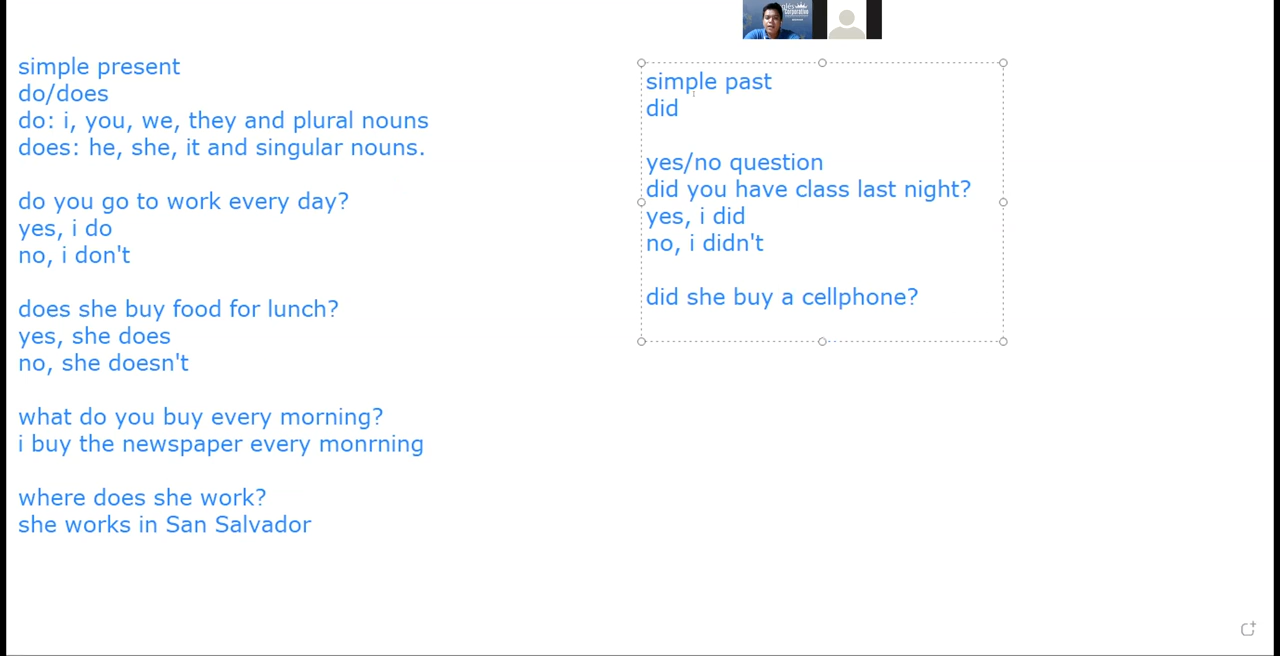 simple present
do/does
do: i, you, we, they and plural nouns
does: he, she, it and singular nouns.
do you go to work every day?
yes, i do
no, i don't
does she buy food for lunch?
yes, she does
no, she doesn't
what do you buy every morning?
i buy the newspaper every monrning
where does she work?
she works in San Salvador
simple past
did
yes/no question
did you have class last night?
yes, i did
no, i didn't
did she buy a cellphone?